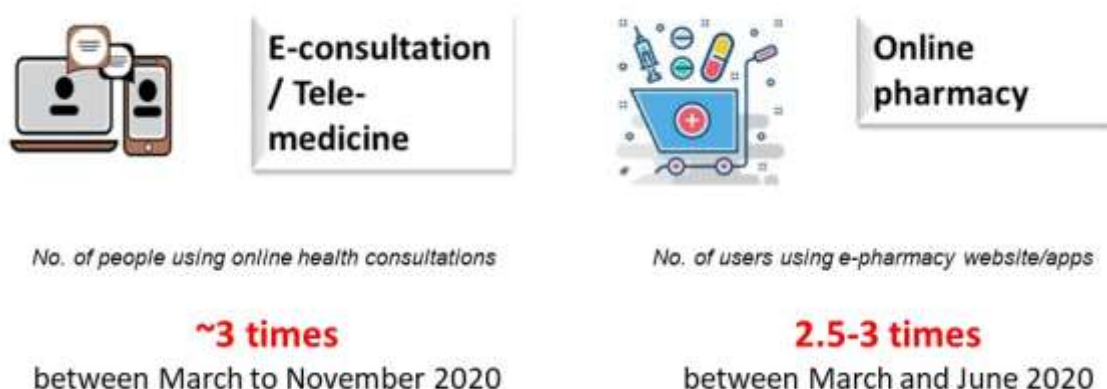 E-consultation
/ Tele-
medicine
Online
pharmacy
No. of people using online health consultations
No. of users using e-pharmacy website/apps
~3 times
between March to November 2020
2.5-3 times
between March and June 2020